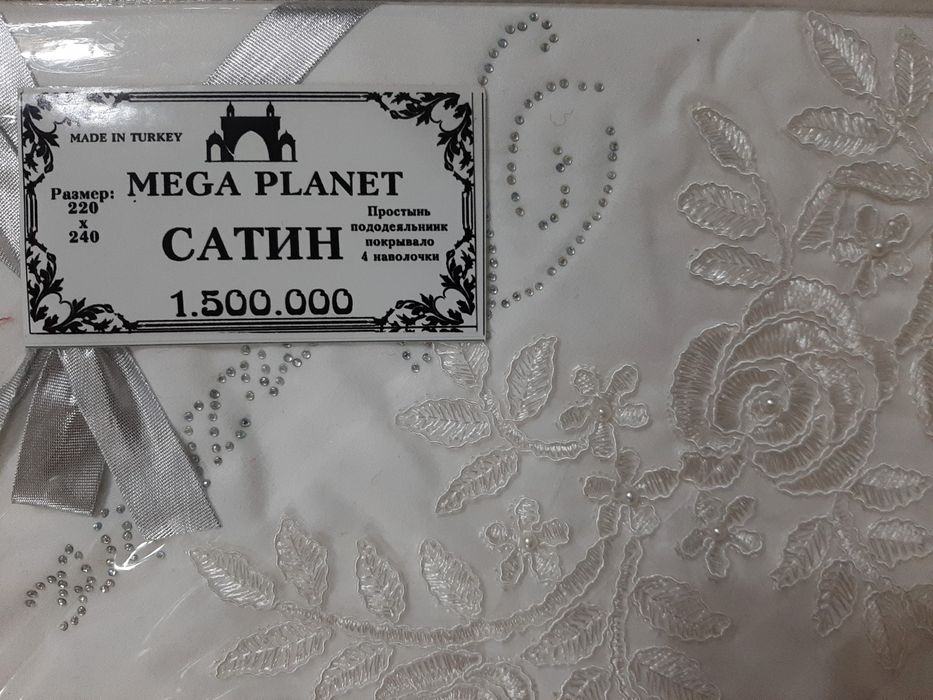 MADE IN TURKEY
MEGA PLANET
Размер:
220
x
240
САТИН
Простынь
пододеяльник
покрывало
4 наволочки
1.500.000